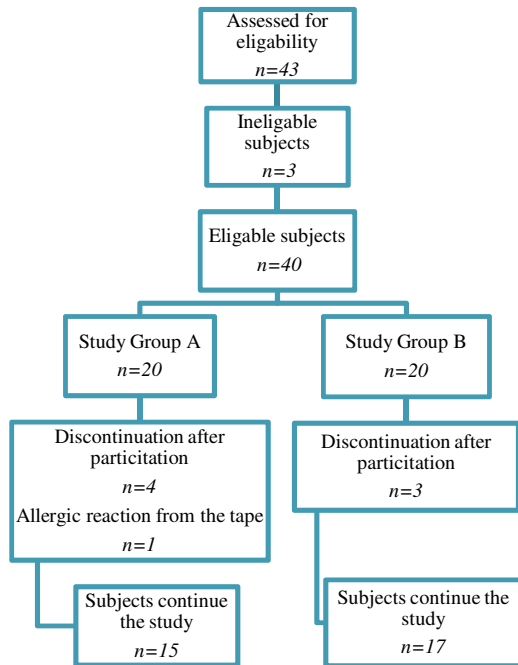 Assessed for
eligability
n=43
Ineligable
subjects
n=3
Eligable subjects
n=40
Study Group A
n=20
Study Group B
n=20
Discontinuation after
particitation
n=4
Allergic reaction from the tape
n=1
Discontinuation after
particitation
n=3
Subjects continue
the study
n=15
Subjects continue the
study
n=17